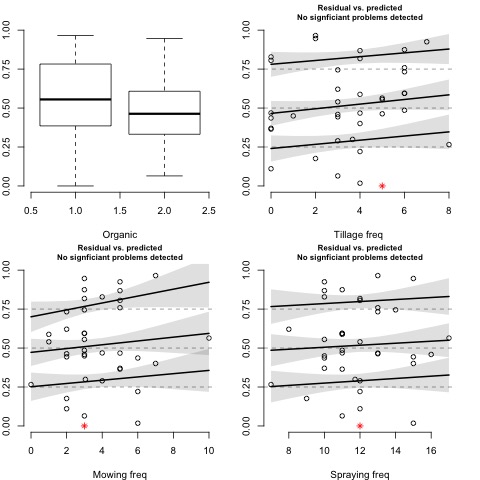 0.00 0.25 0.50 0.75 1.00
0.5 1.0 1.5 2.0 2.5
Organic
Residual vs. predicted
No signficiant problems detected
0.00 0.25 0.50 0.75 1.00
0 2 4 6 8
Tillage freq
Residual vs. predicted
No signficiant problems detected
0.00 0.25 0.50 0.75 1.00
0 2 4 6 8 10
Mowing freq
Residual vs. predicted
No signficiant problems detected
0.00 0.25 0.50 0.75 1.00
8 10 12 14 16
Spraying freq